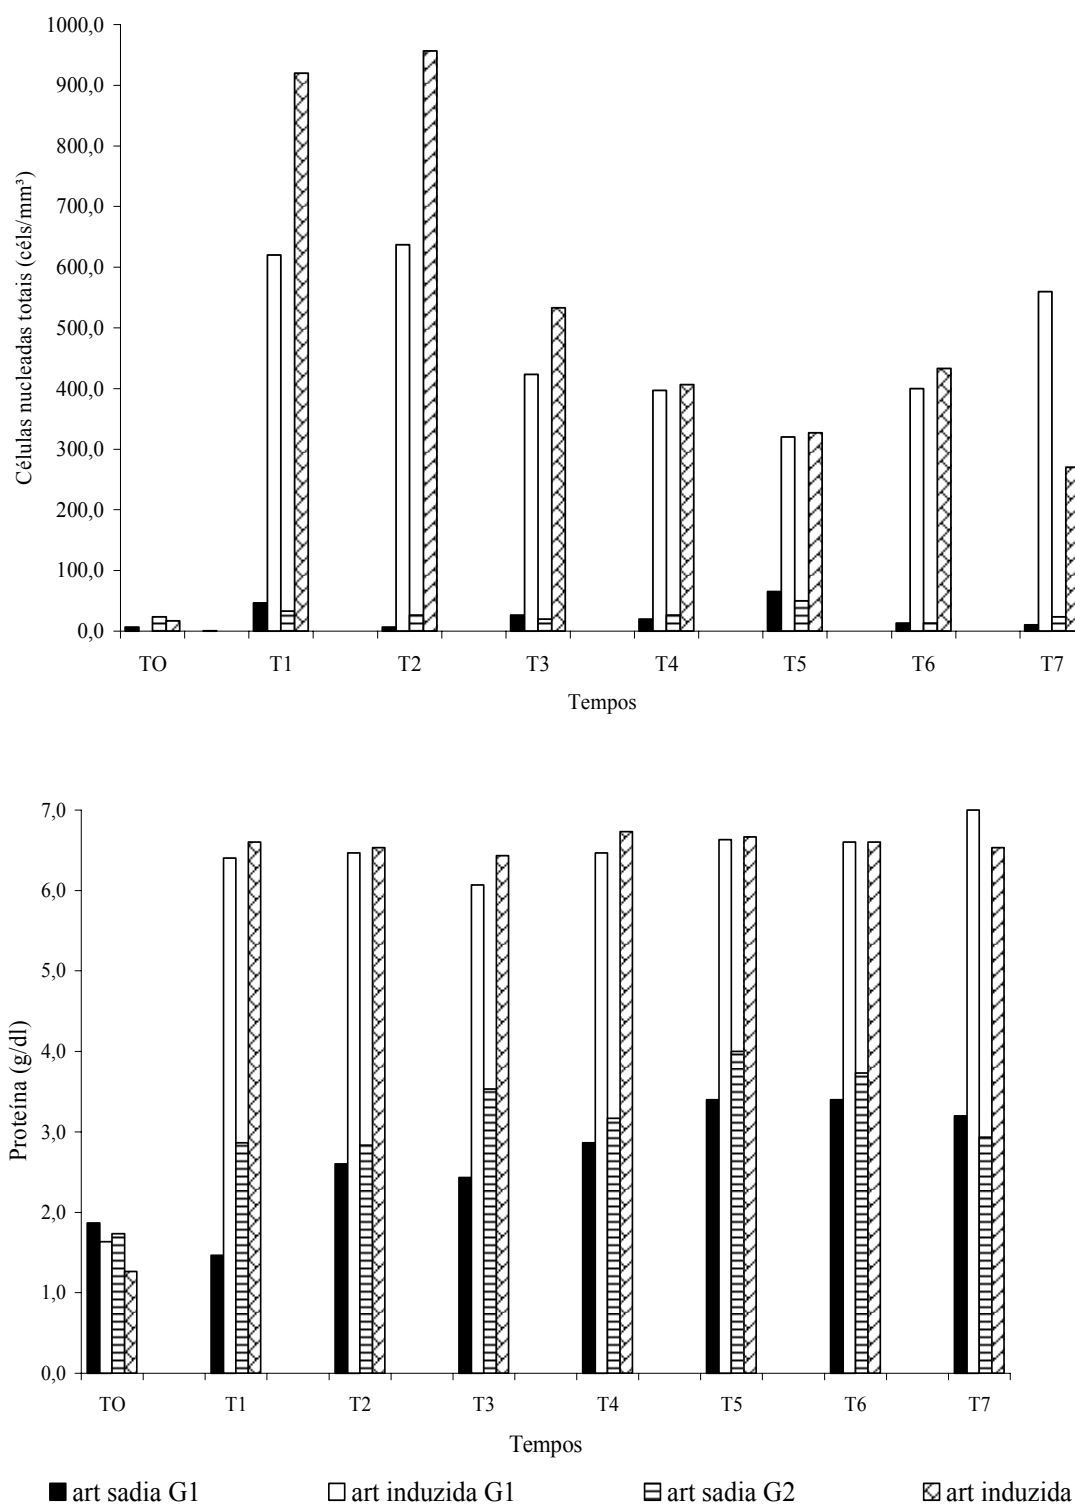 1000,0
900,0
800,0
700,0
600,0
500,0
400,0
300,0
200,0
100,0
0,0
Células nucleadas totais (céls/mm³)
TO T1 T2 T3 T4 T5 T6 T7
Tempos
7,0
6,0
5,0
4,0
3,0
2,0
1,0
0,0
Proteína (g/dl)
TO T1 T2 T3 T4 T5 T6 T7
Tempos
art sadia G1 art induzida G1 art sadia G2 art induzida